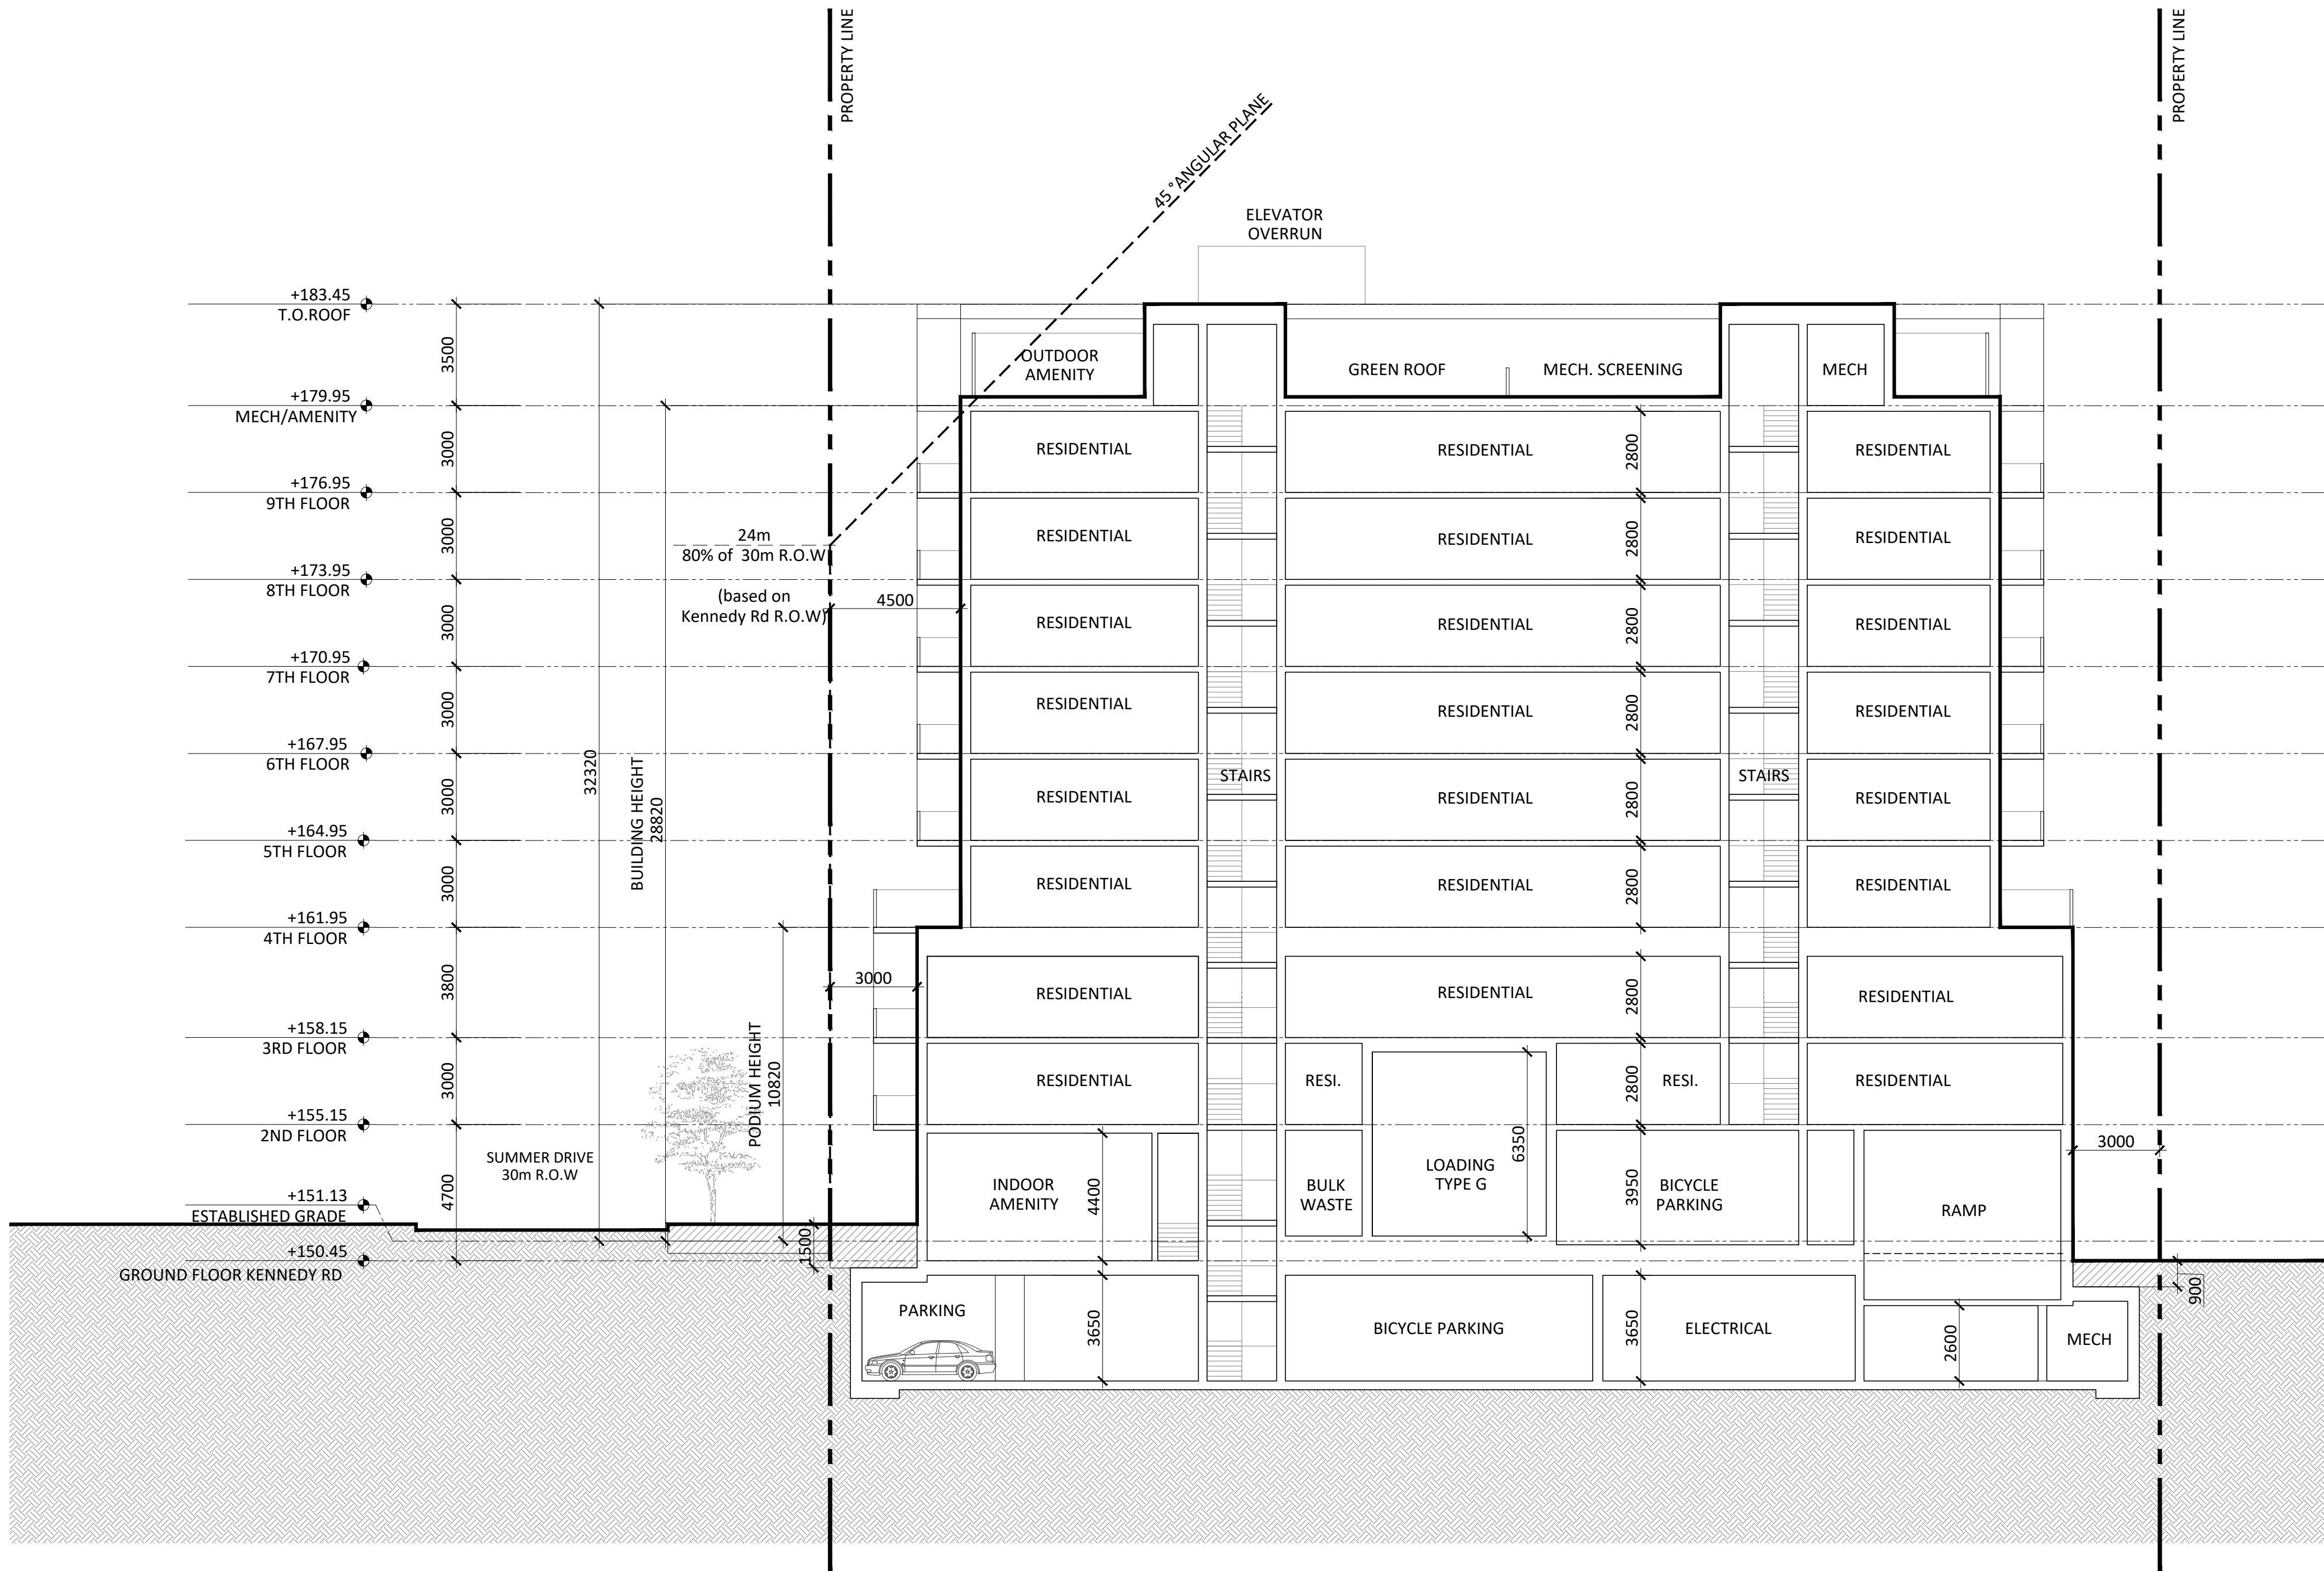 PROPERTY LINE
PROPERTY LINE
45 °ANGULAR PLANE
ELEVATOR
OVERRUN
+183.45
T.O.ROOF
3500
OUTDOOR
AMENITY
GREEN ROOF
MECH. SCREENING
MECH
+179.95
MECH/AMENITY
3000
RESIDENTIAL
RESIDENTIAL
2800
RESIDENTIAL
+176.95
9TH FLOOR
3000
24m
80% of 30m R.O.W
RESIDENTIAL
RESIDENTIAL
2800
RESIDENTIAL
+173.95
8TH FLOOR
(based on
Kennedy Rd R.O.W)
4500
3000
RESIDENTIAL
RESIDENTIAL
2800
RESIDENTIAL
+170.95
7TH FLOOR
3000
RESIDENTIAL
RESIDENTIAL
2800
RESIDENTIAL
+167.95
6TH FLOOR
3000
32320
BUILDING HEIGHT
28820
RESIDENTIAL
STAIRS
RESIDENTIAL
2800
STAIRS
RESIDENTIAL
+164.95
5TH FLOOR
3000
RESIDENTIAL
RESIDENTIAL
2800
RESIDENTIAL
+161.95
4TH FLOOR
3800
3000
RESIDENTIAL
RESIDENTIAL
2800
RESIDENTIAL
+158.15
3RD FLOOR
3000
PODIUM HEIGHT
10820
RESIDENTIAL
RESI.
2800
RESI.
RESIDENTIAL
+155.15
2ND FLOOR
4700
SUMMER DRIVE
30m R.O.W
INDOOR
AMENITY
4400
BULK
WASTE
LOADING
TYPE G
6350
3950
BICYCLE
PARKING
RAMP
3000
+151.13
ESTABLISHED GRADE
1500
+150.45
GROUND FLOOR KENNEDY RD
900
PARKING
3650
BICYCLE PARKING
3650
ELECTRICAL
2600
MECH